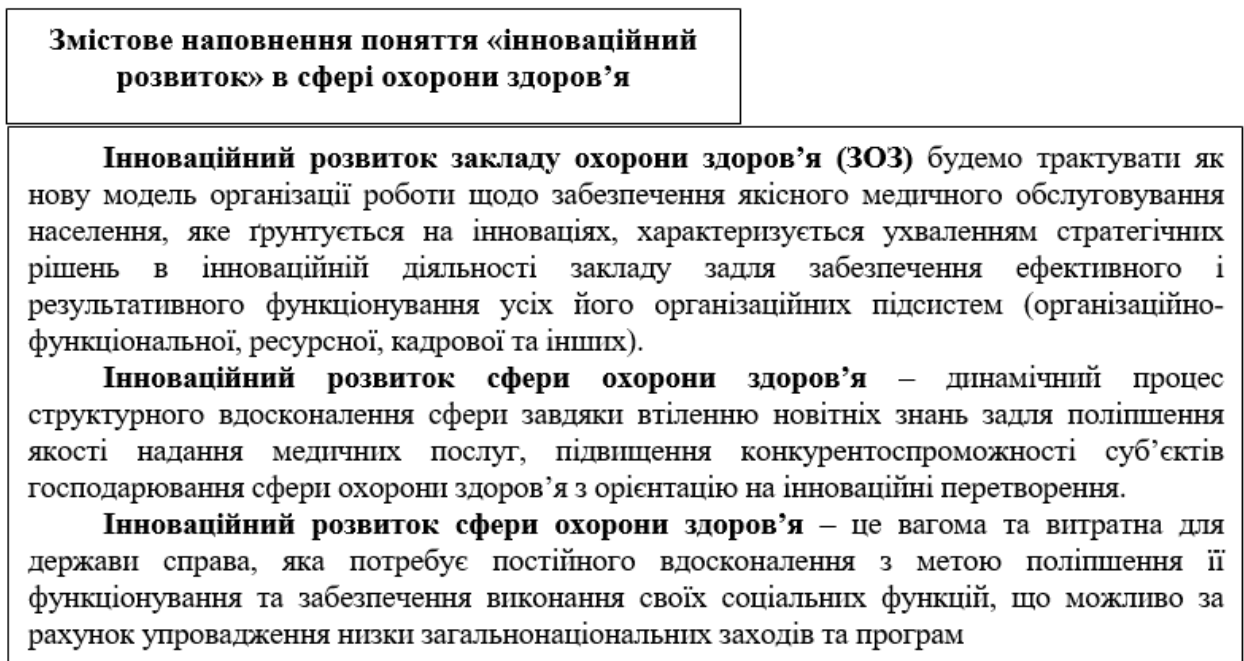 Змістове наповнення поняття «інноваційний
розвиток» в сфері охорони здоров’я
Інноваційний розвиток закладу охорони здоров’я (ЗОЗ) будемо трактувати як
нову модель організації роботи щодо забезпечення якісного медичного обслуговування
населення, яке ґрунтується на інноваціях, характеризується ухваленням стратегічних
рішень в інноваційній діяльності закладу задля забезпечення ефективного і
результативного функціонування усіх його організаційних підсистем (організаційно-
функціональної, ресурсної, кадрової та інших).
Інноваційний розвиток сфери охорони здоров’я – динамічний процес
структурного вдосконалення сфери завдяки втіленню новітніх знань задля поліпшення
якості надання медичних послуг, підвищення конкурентоспроможності суб’єктів
господарювання сфери охорони здоров’я з орієнтацію на інноваційні перетворення.
Інноваційний розвиток сфери охорони здоров’я – це вагома та витратна для
держави справа, яка потребує постійного вдосконалення з метою поліпшення її
функціонування та забезпечення виконання своїх соціальних функцій, що можливо за
рахунок упровадження низки загальнонаціональних заходів та програм